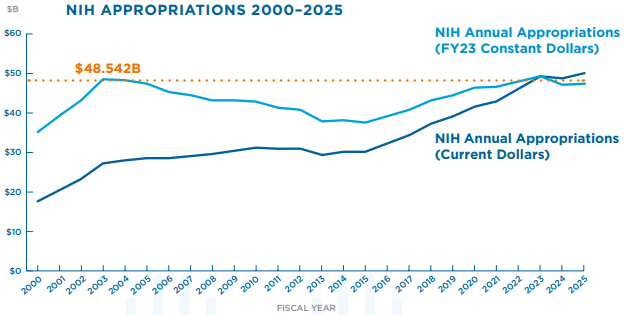 $B
NIH APPROPRIATIONS 2000–2025
$60
$50
$40
$30
$20
$10
$0
NIH Annual Appropriations
(FY23 Constant Dollars)
$48.542B
NIH Annual Appropriations
(Current Dollars)
2000 2001 2002 2003 2004 2005 2006 2007 2008 2009 2010 2011 2012 2013 2014 2015 2016 2017 2018 2019 2020 2021 2022 2023 2024 2025
FISCAL YEAR